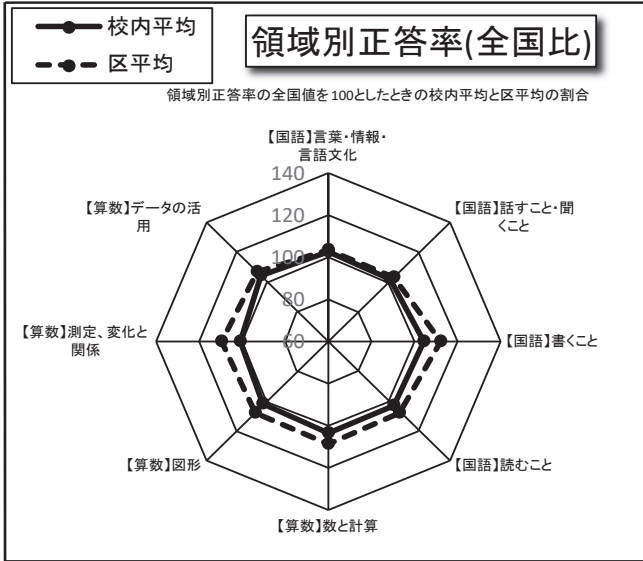 校内平均
区平均
領域別正答率(全国比)
領域別正答率の全国値を100としたときの校内平均と区平均の割合
【国語】言葉・情報・
言語文化
140
120
100
80
60
【国語】話すこと・聞
くこと
【国語】書くこと
【国語】読むこと
【算数】数と計算
【算数】図形
【算数】測定、変化と
関係
【算数】データの活
用